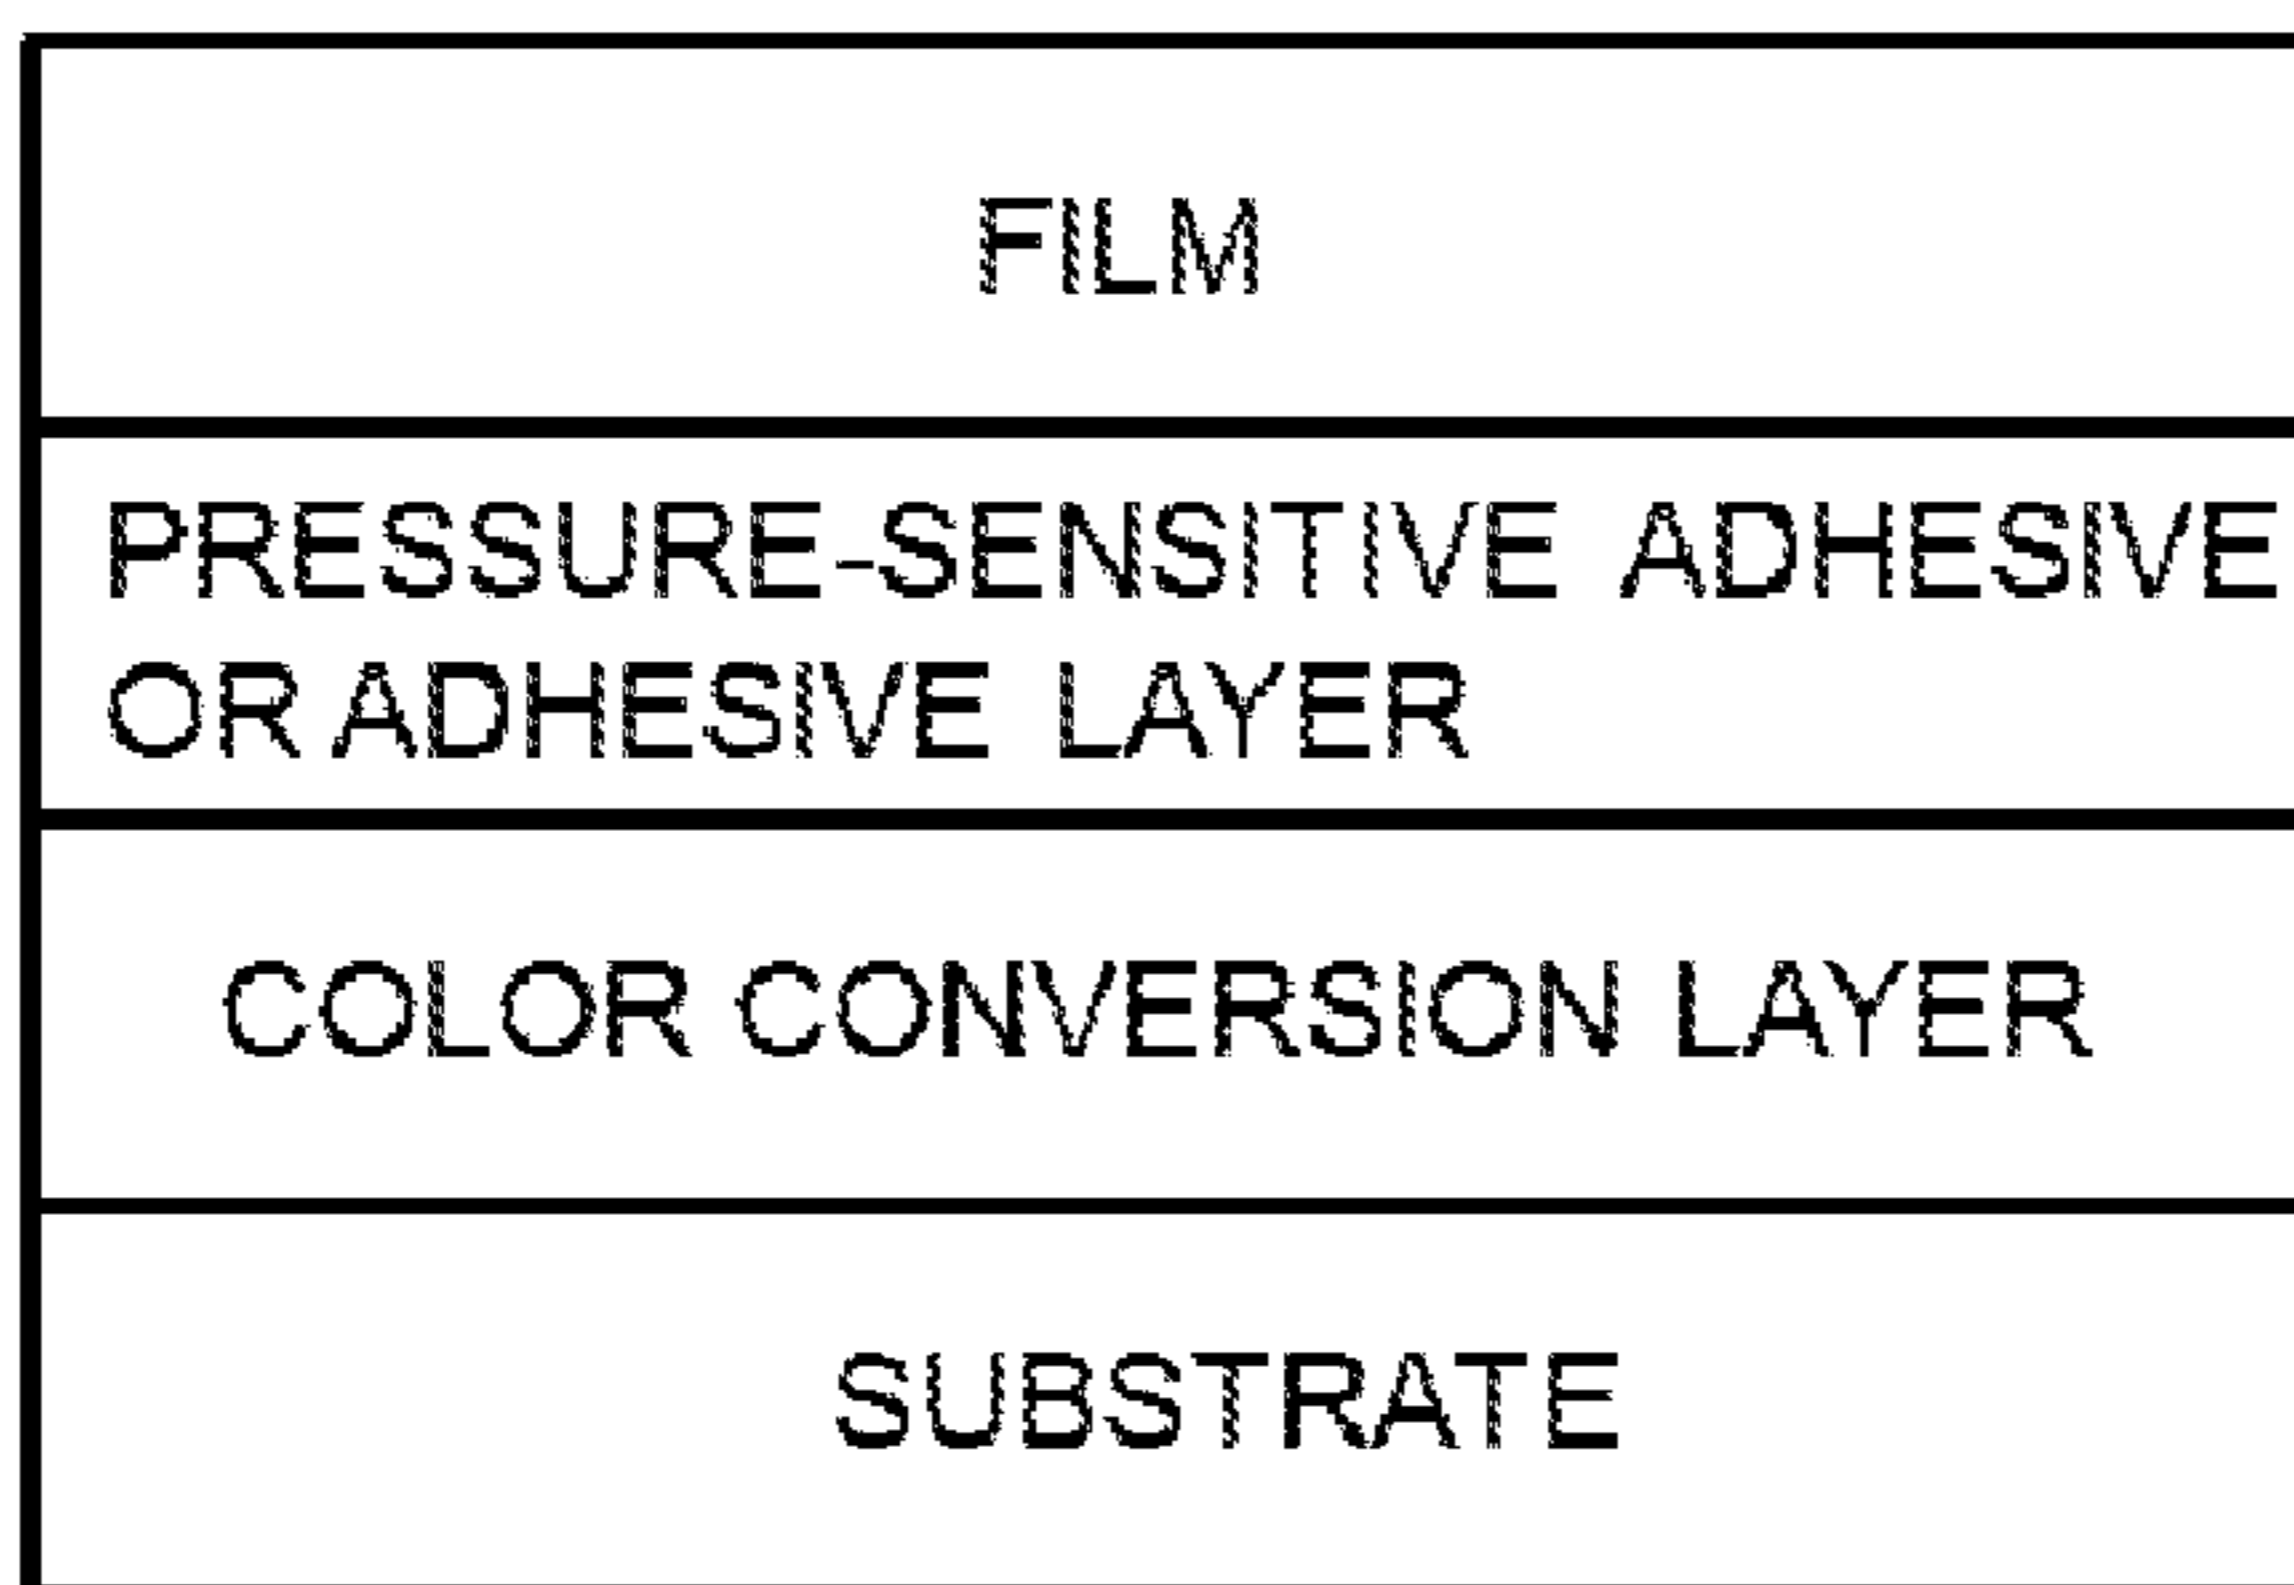 FILM
PRESSURE-SENSITIVE ADHESIVE
OR ADHESIVE LAYER
COLOR CONVERSION LAYER
SUBSTRATE